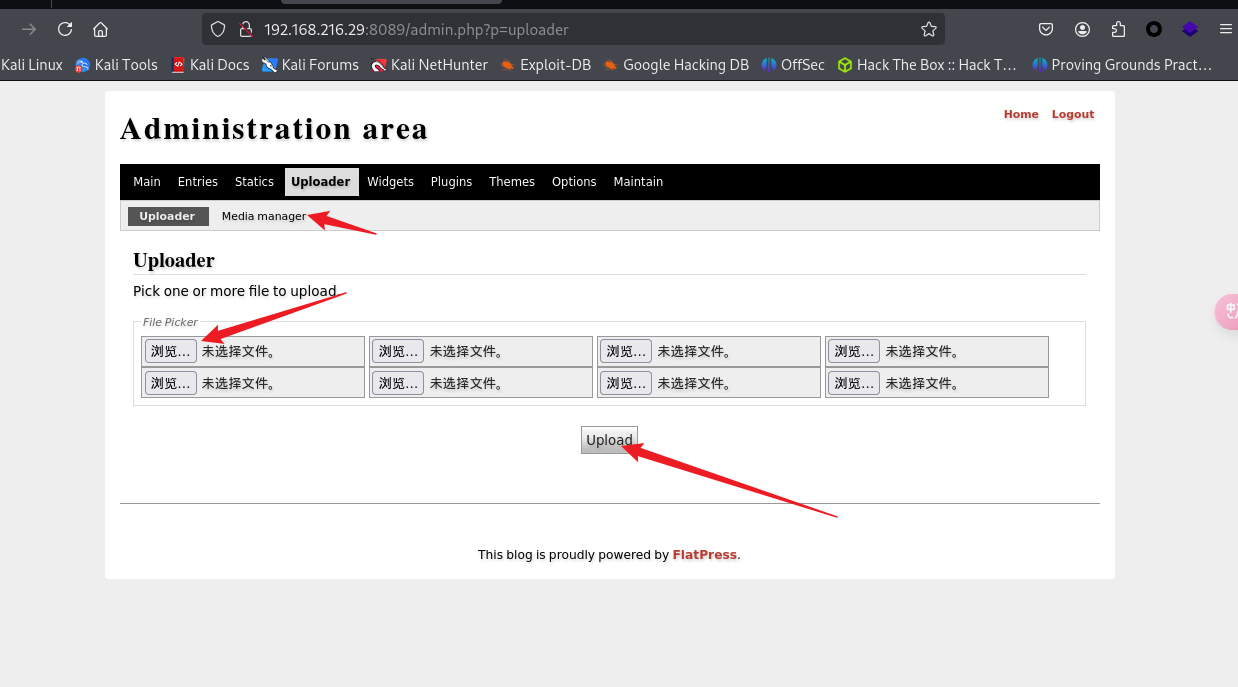 192.168.216.29:8089/admin.php?p=uploader
Kali Linux Kali Tools Kali Docs Kali Forums Kali NetHunter Exploit-DB Google Hacking DB OffSec Hack The Box :: Hack T… Proving Grounds Pract…
Home Logout
Administration area
Main Entries Statics Uploader Widgets Plugins Themes Options Maintain
Uploader Media manager
Uploader
Pick one or more file to upload.
File Picker
浏览… 未选择文件。 浏览… 未选择文件。 浏览… 未选择文件。 浏览… 未选择文件。
浏览… 未选择文件。 浏览… 未选择文件。 浏览… 未选择文件。 浏览… 未选择文件。
Upload
This blog is proudly powered by FlatPress.